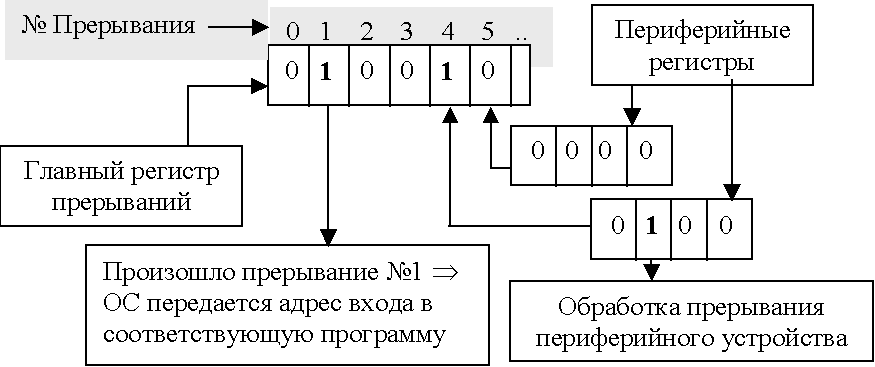 № Прерывания
0 1 2 3 4 5 ..
0 1 0 0 1 0
Периферийные
регистры
0 0 0 0
Главный регистр
прерываний
0 1 0 0
Произошло прерывание №1 ⇒
ОС передается адрес входа в
соответствующую программу
Обработка прерывания
периферийного устройства